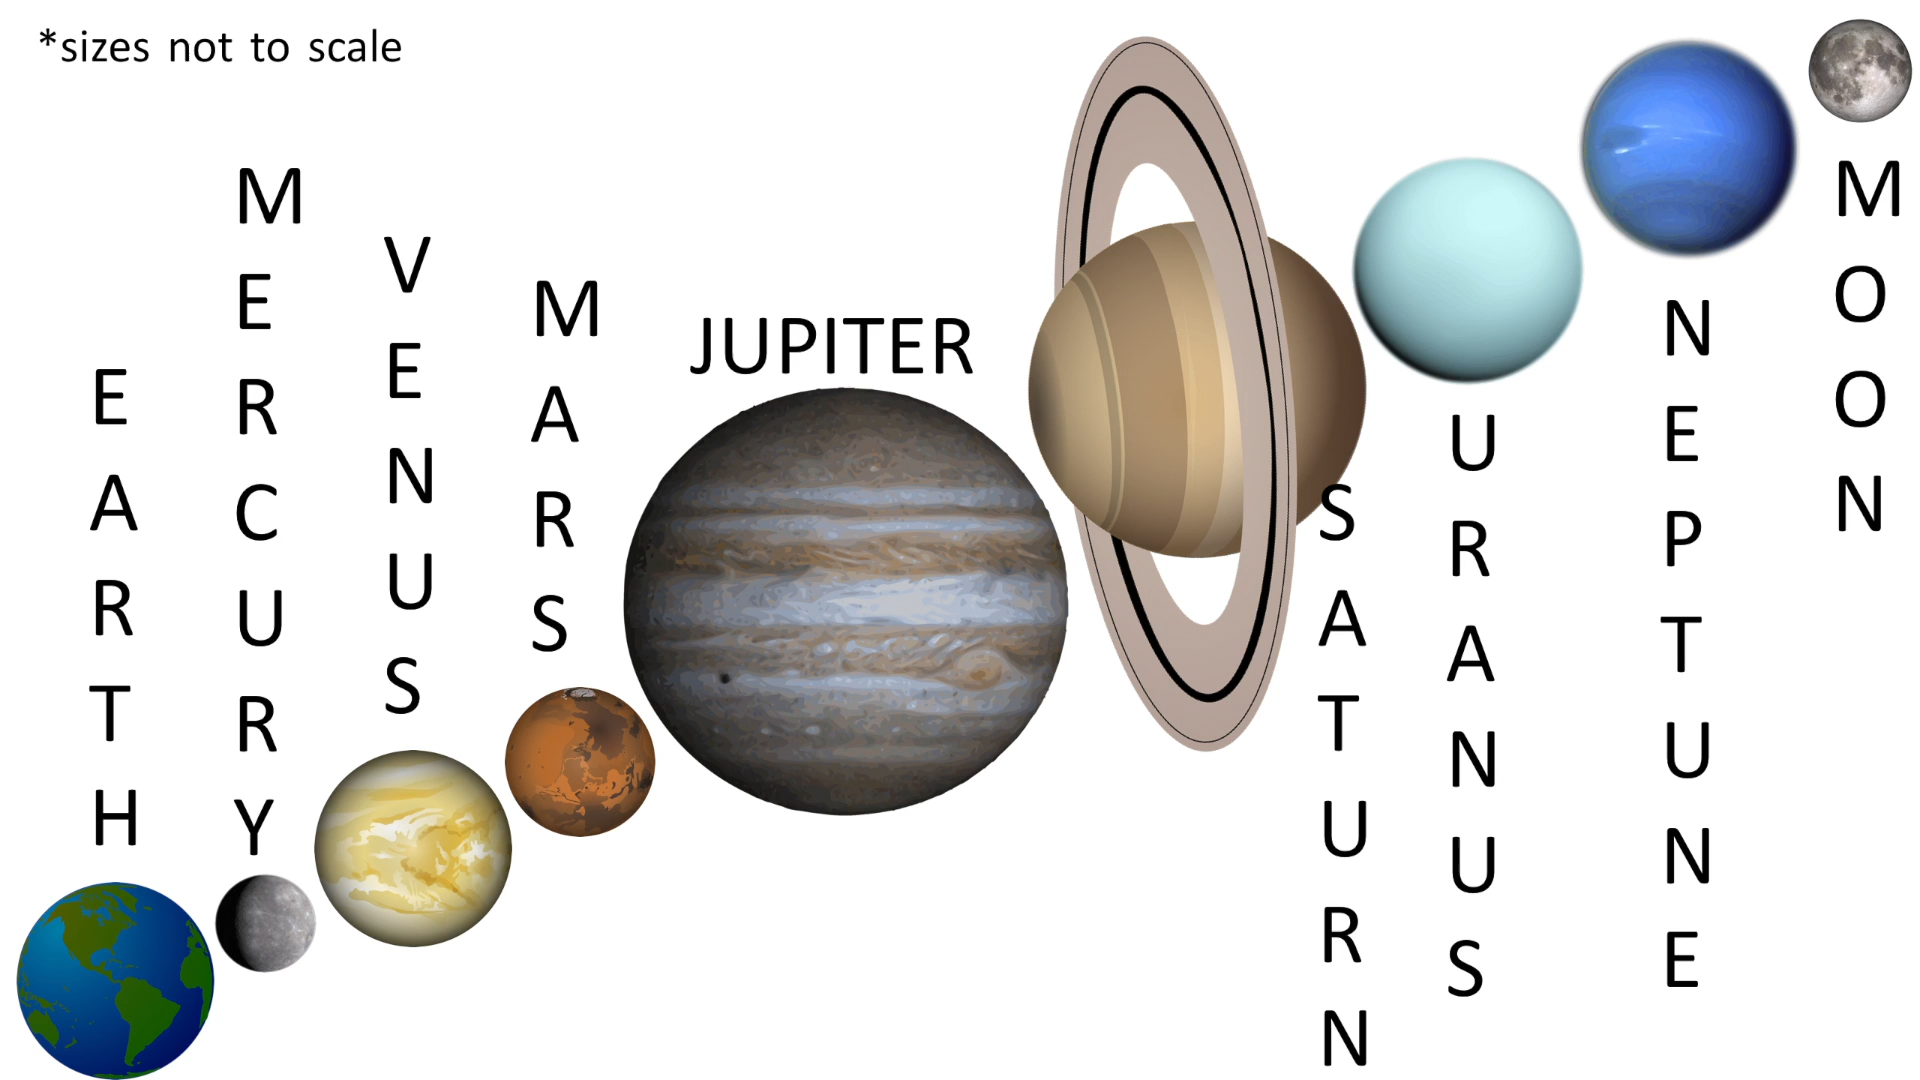 *sizes not to scale
EARTH
MERCURY
VENUS
MARS
JUPITER
SATURN
URANUS
NEPTUNE
MOON